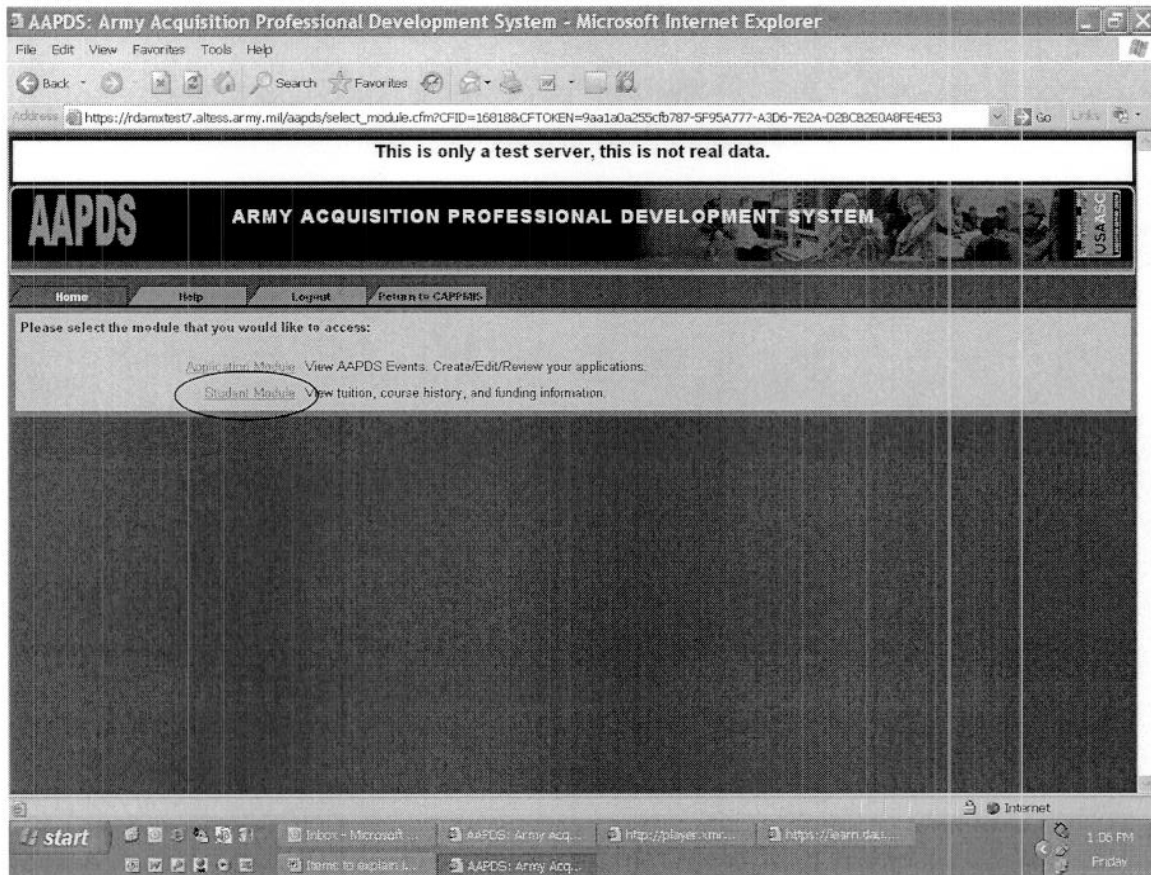 AAPDS: Army Acquisition Professional Development System - Microsoft Internet Explorer
File Edit View Favorites Tools Help
Back Search Favorites
Address https://rdamxtest7.altess.army.mil/aapds/select_module.cfm?CFID=16818&CFTOKEN=9aa1a0a255cfb787-5F95A777-A3D6-7E2A-D2BCB2E0A8FE4E53 Go Links
This is only a test server, this is not real data.
AAPDS ARMY ACQUISITION PROFESSIONAL DEVELOPMENT SYSTEM USAASC
Home Help Logout Return to CAPPMIS
Please select the module that you would like to access:
Application Module View AAPDS Events. Create/Edit/Review your applications.
Student Module View tuition, course history, and funding information.
Internet
start Inbox - Microsoft ... AAPDS: Army Acq... http://player.xmr... https://learn.dau... 1:06 PM
Items to explain i... AAPDS: Army Acq... Friday